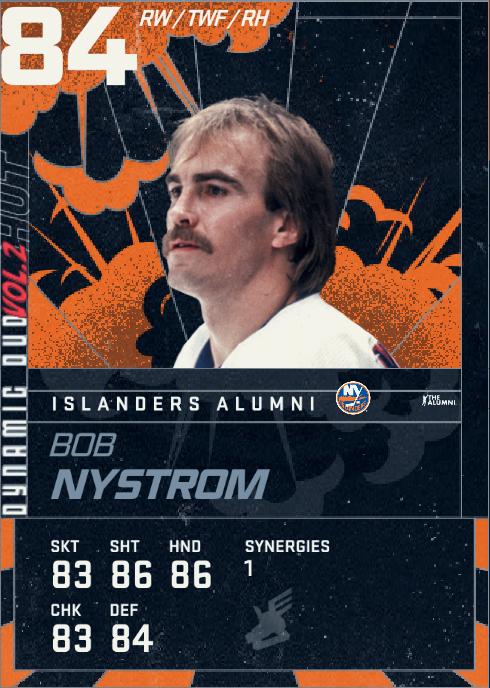 84
RW / TWF / RH
DYNAMIC DUO VOL.2 HUT
ISLANDERS ALUMNI
NY
THE
ALUMNI
BOB
NYSTROM
SKT SHT HND SYNERGIES
83 86 86 1
CHK DEF
83 84